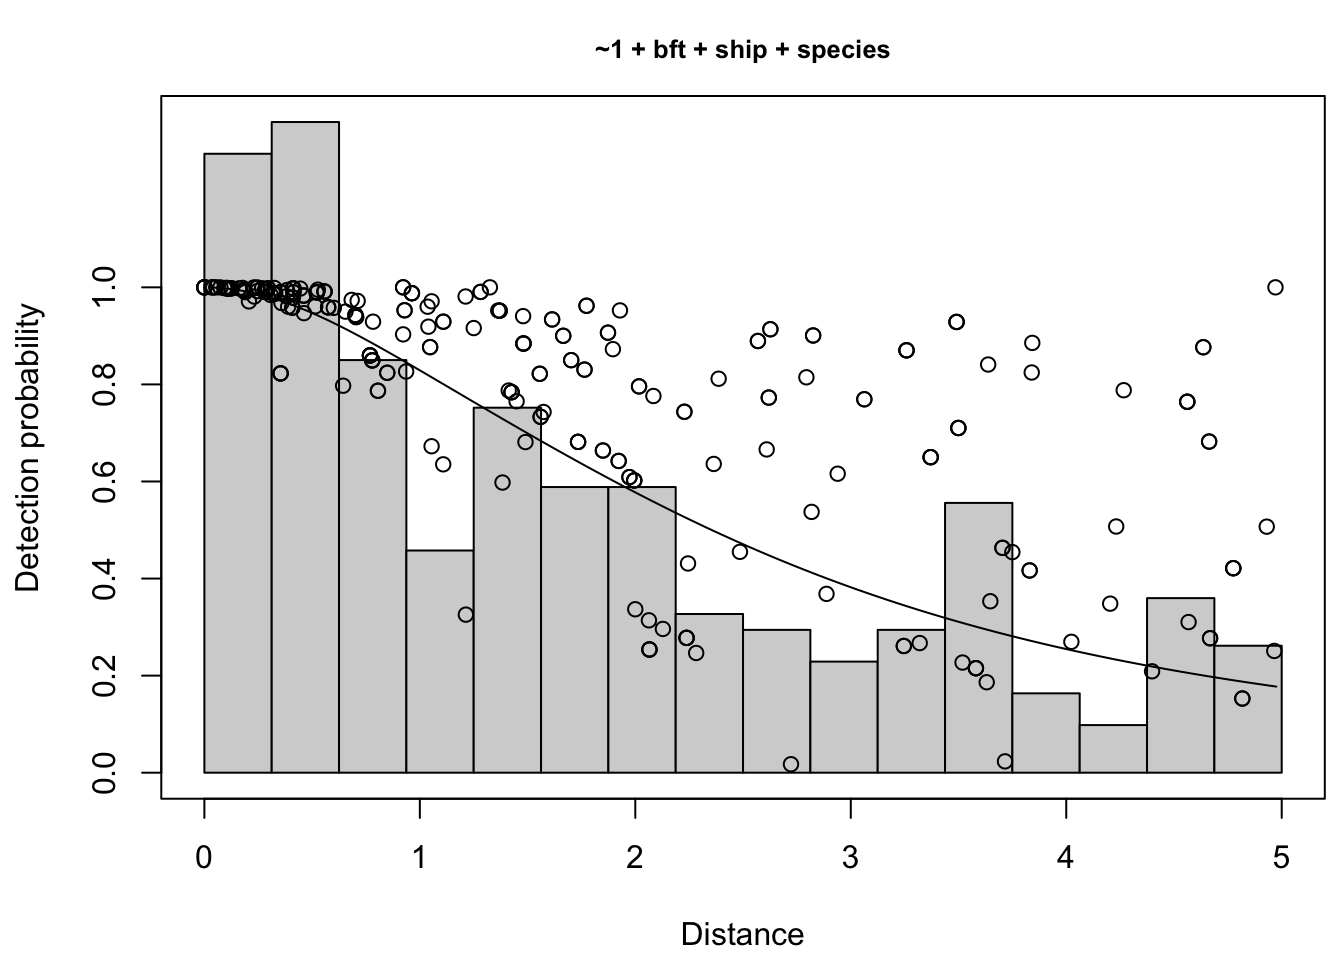 ~1 + bft + ship + species
Detection probability
1.0
0.8
0.6
0.4
0.2
0.0
0 1 2 3 4 5
Distance